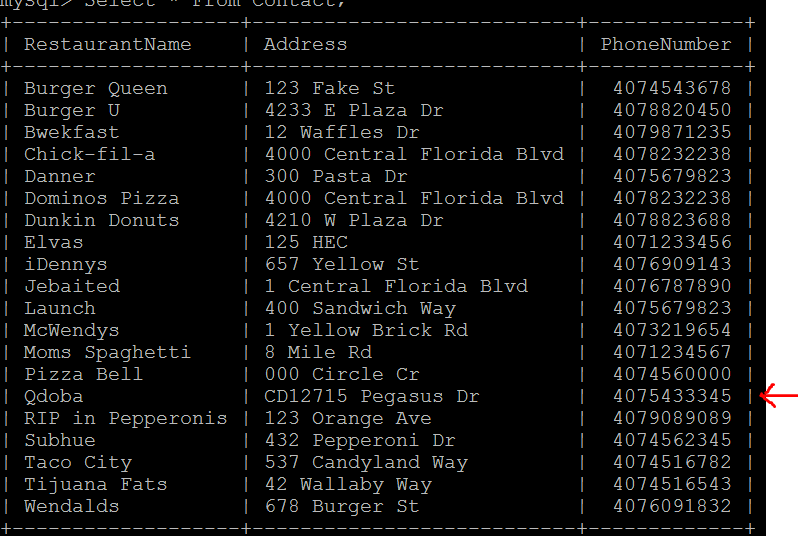 mysql> Select * From Contact;
+-------------------+---------------------------+-------------+
| RestaurantName    | Address                   | PhoneNumber |
+-------------------+---------------------------+-------------+
| Burger Queen      | 123 Fake St               |  4074543678 |
| Burger U          | 4233 E Plaza Dr           |  4078820450 |
| Bwekfast          | 12 Waffles Dr             |  4079871235 |
| Chick-fil-a       | 4000 Central Florida Blvd |  4078232238 |
| Danner            | 300 Pasta Dr              |  4075679823 |
| Dominos Pizza     | 4000 Central Florida Blvd |  4078232238 |
| Dunkin Donuts     | 4210 W Plaza Dr           |  4078823688 |
| Elvas             | 125 HEC                   |  4071233456 |
| iDennys           | 657 Yellow St             |  4076909143 |
| Jebaited          | 1 Central Florida Blvd    |  4076787890 |
| Launch            | 400 Sandwich Way          |  4075679823 |
| McWendys          | 1 Yellow Brick Rd         |  4073219654 |
| Moms Spaghetti    | 8 Mile Rd                 |  4071234567 |
| Pizza Bell        | 000 Circle Cr             |  4074560000 |
| Qdoba             | CD12715 Pegasus Dr        |  4075433345 |
| RIP in Pepperonis | 123 Orange Ave            |  4079089089 |
| Subhue            | 432 Pepperoni Dr          |  4074562345 |
| Taco City         | 537 Candyland Way         |  4074516782 |
| Tijuana Fats      | 42 Wallaby Way            |  4074516543 |
| Wendalds          | 678 Burger St             |  4076091832 |
+-------------------+---------------------------+-------------+